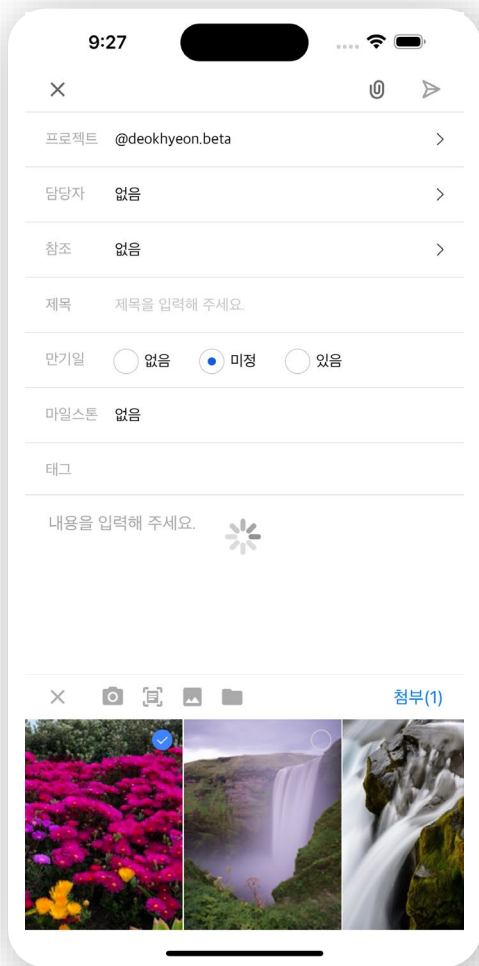 9:27
프로젝트 @deokhyeon.beta
담당자 없음
참조 없음
제목 제목을 입력해 주세요.
만기일 없음 미정 있음
마일스톤 없음
태그
내용을 입력해 주세요.
첨부(1)